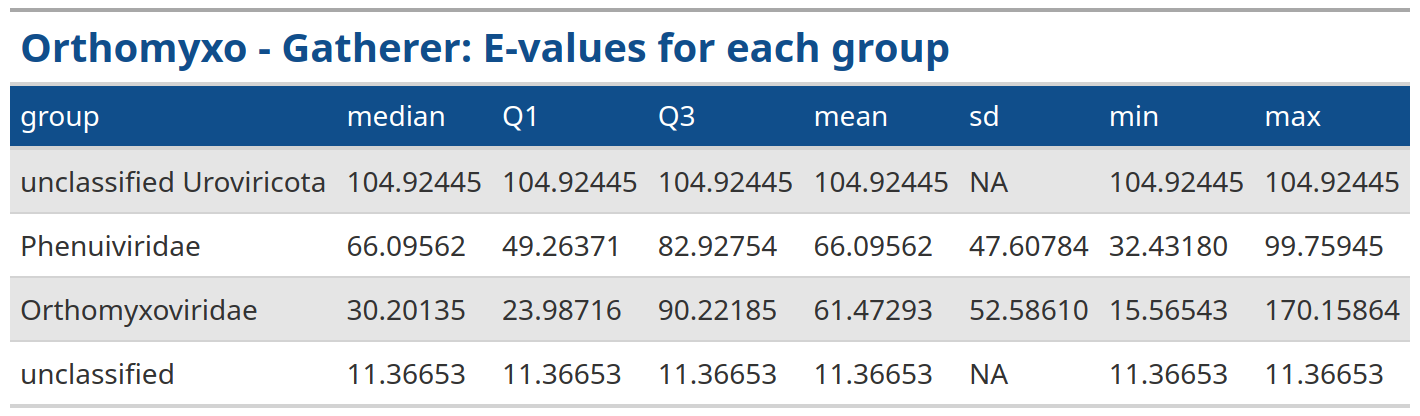 Orthomyxo - Gatherer: E-values for each group
group median Q1 Q3 mean sd min max
unclassified Uroviricota 104.92445 104.92445 104.92445 104.92445 NA 104.92445 104.92445
Phenuiviridae 66.09562 49.26371 82.92754 66.09562 47.60784 32.43180 99.75945
Orthomyxoviridae 30.20135 23.98716 90.22185 61.47293 52.58610 15.56543 170.15864
unclassified 11.36653 11.36653 11.36653 11.36653 NA 11.36653 11.36653